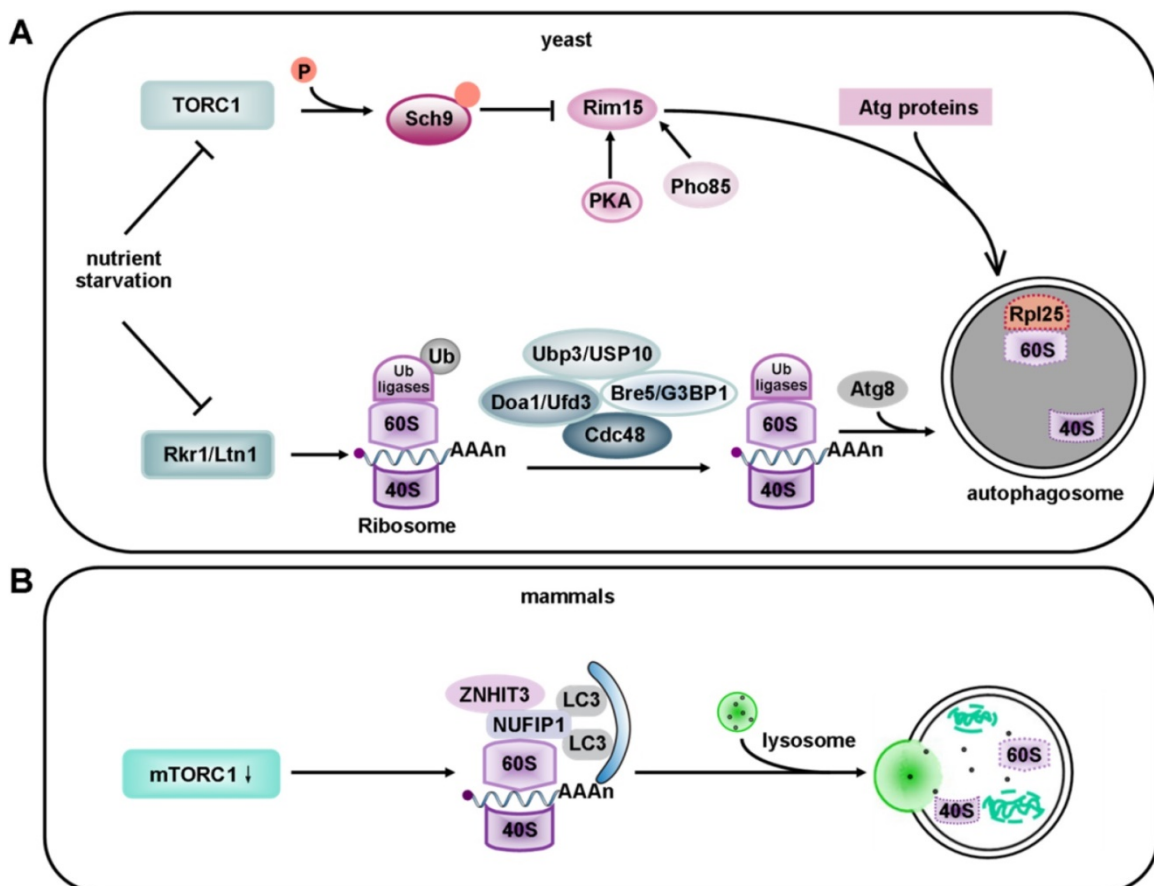 A
yeast
P
TORC1
Sch9
Rim15
Atg proteins
PKA
Pho85
nutrient
starvation
Rpl25
60S
40S
autophagosome
Rkr1/Ltn1
Ub
Ub
ligases
60S
AAAn
40S
Ribosome
Ubp3/USP10
Doa1/Ufd3
Bre5/G3BP1
Cdc48
Ub
ligases
60S
AAAn
40S
Atg8
B
mammals
mTORC1 ↓
ZNHIT3
NUFIP1
LC3
LC3
60S
AAAn
40S
lysosome
60S
40S